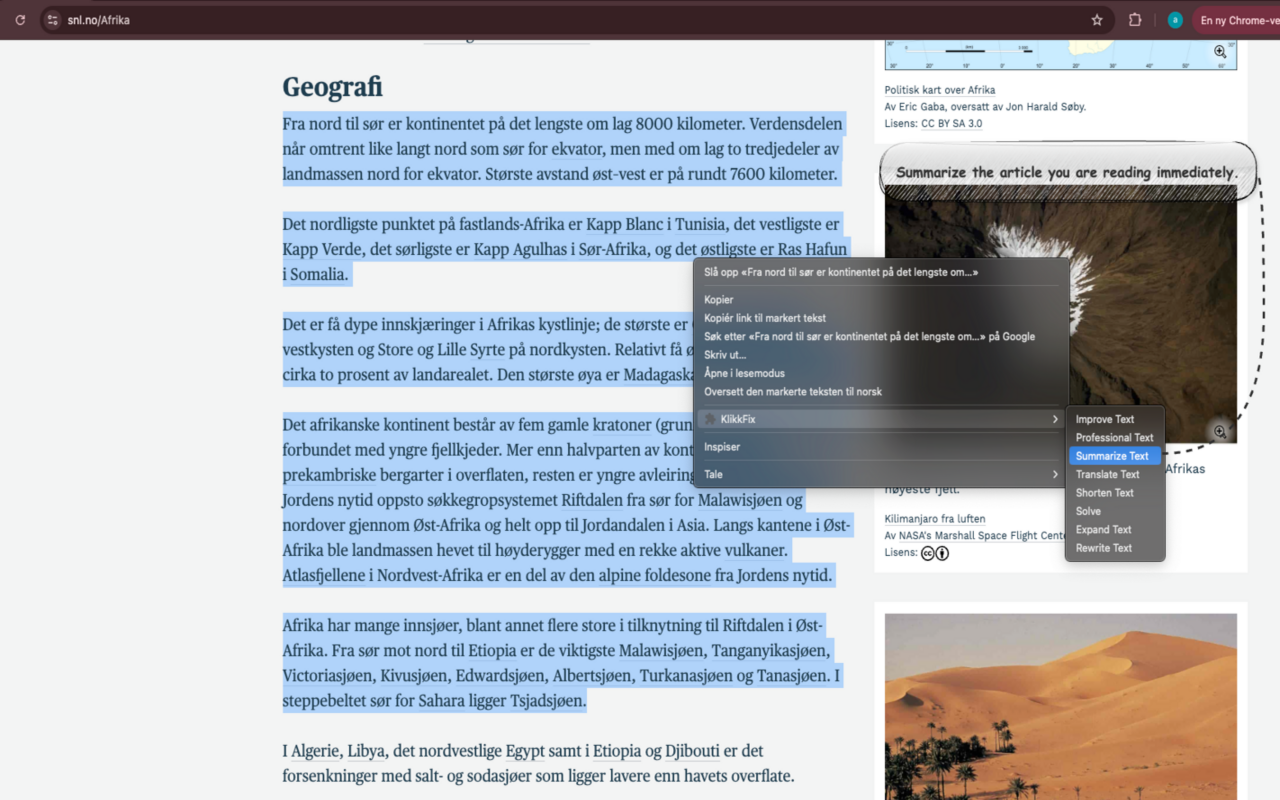 snl.no/Afrika
a
En ny Chrome-ve
Geografi
Fra nord til sør er kontinentet på det lengste om lag 8000 kilometer. Verdensdelen
når omtrent like langt nord som sør for ekvator, men med om lag to tredjedeler av
landmassen nord for ekvator. Største avstand øst-vest er på rundt 7600 kilometer.
Det nordligste punktet på fastlands-Afrika er Kapp Blanc i Tunisia, det vestligste er
Kapp Verde, det sørligste er Kapp Agulhas i Sør-Afrika, og det østligste er Ras Hafun
i Somalia.
Det er få dype innskjæringer i Afrikas kystlinje; de største er
vestkysten og Store og Lille Syrte på nordkysten. Relativt få
cirka to prosent av landarealet. Den største øya er
Det afrikanske kontinent består av fem gamle kratoner
forbundet med yngre fjellkjeder. Mer enn halvparten av
prekambriske bergarter i overflaten, resten er yngre
Jordens nytid oppsto søkkegropsystemet Riftdalen fra sør for Malawisjøen og
nordover gjennom Øst-Afrika og helt opp til Jordandalen i Asia. Langs kantene i Øst-
Afrika ble landmassen hevet til høyderygger med en rekke aktive vulkaner.
Atlasfjellene i Nordvest-Afrika er en del av den alpine foldesone fra Jordens nytid.
Afrika har mange innsjøer, blant annet flere store i tilknytning til Riftdalen i Øst-
Afrika. Fra sør mot nord til Etiopia er de viktigste Malawisjøen, Tanganyikasjøen,
Victoriasjøen, Kivusjøen, Edwardsjøen, Albertsjøen, Turkanasjøen og Tanasjøen. I
steppebeltet sør for Sahara ligger Tsjadsjøen.
I Algerie, Libya, det nordvestlige Egypt samt i Etiopia og Djibouti er det
forsenkninger med salt- og sodasjøer som ligger lavere enn havets overflate.
Politisk kart over Afrika
Av Eric Gaba, oversatt av Jon Harald Søby.
Lisens: CC BY SA 3.0
Summarize the article you are reading immediately.
Slå opp «Fra nord til sør er kontinentet på det lengste om...»
Kopier
Kopiér link til markert tekst
Søk etter «Fra nord til sør er kontinentet på det lengste om...» på Google
Skriv ut...
Åpne i lesemodus
Oversett den markerte teksten til norsk
KlikkFix
Inspiser
Tale
Improve Text
Professional Text
Summarize Text
Translate Text
Shorten Text
Solve
Expand Text
Rewrite Text
Afrikas
høyeste fjell.
Kilimanjaro fra luften
Av NASA's Marshall Space Flight
Lisens: